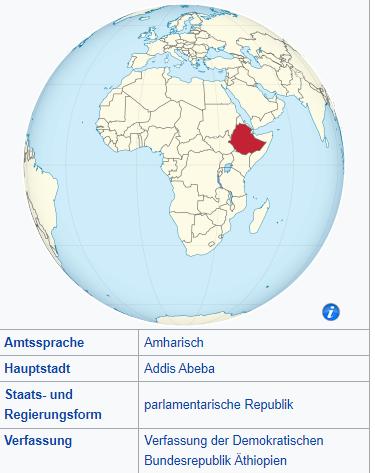 Amtssprache Amharisch
Hauptstadt Addis Abeba
Staats- und
Regierungsform parlamentarische Republik
Verfassung Verfassung der Demokratischen
Bundesrepublik Äthiopien